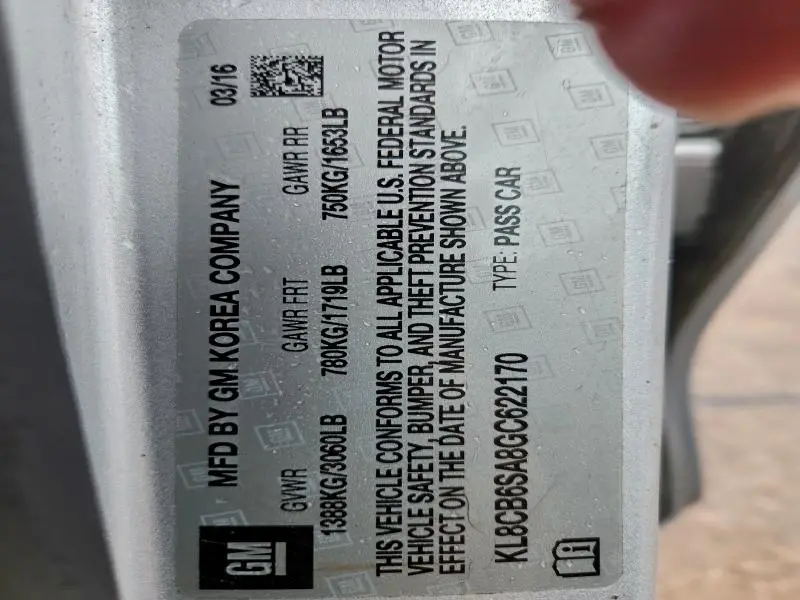 GM
MFD BY GM KOREA COMPANY 03/16
GVWR GAWR FRT GAWR RR
1388KG/3060LB 780KG/1719LB 750KG/1653LB
THIS VEHICLE CONFORMS TO ALL APPLICABLE U.S. FEDERAL MOTOR
VEHICLE SAFETY, BUMPER, AND THEFT PREVENTION STANDARDS IN
EFFECT ON THE DATE OF MANUFACTURE SHOWN ABOVE.
KL8CB6SA8GC622170 TYPE: PASS CAR